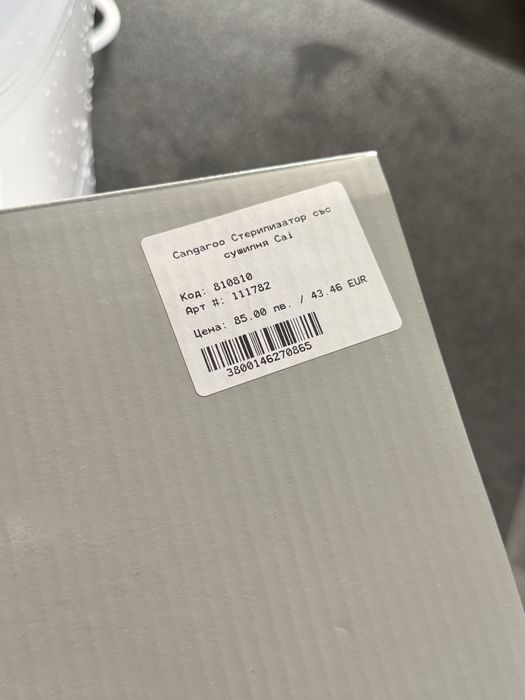 Cangaroo Стерилизатор със
сушилня Cai
Код: 810810
Арт #: 111782
Цена: 85.00 лв. / 43.46 EUR
3800146270865